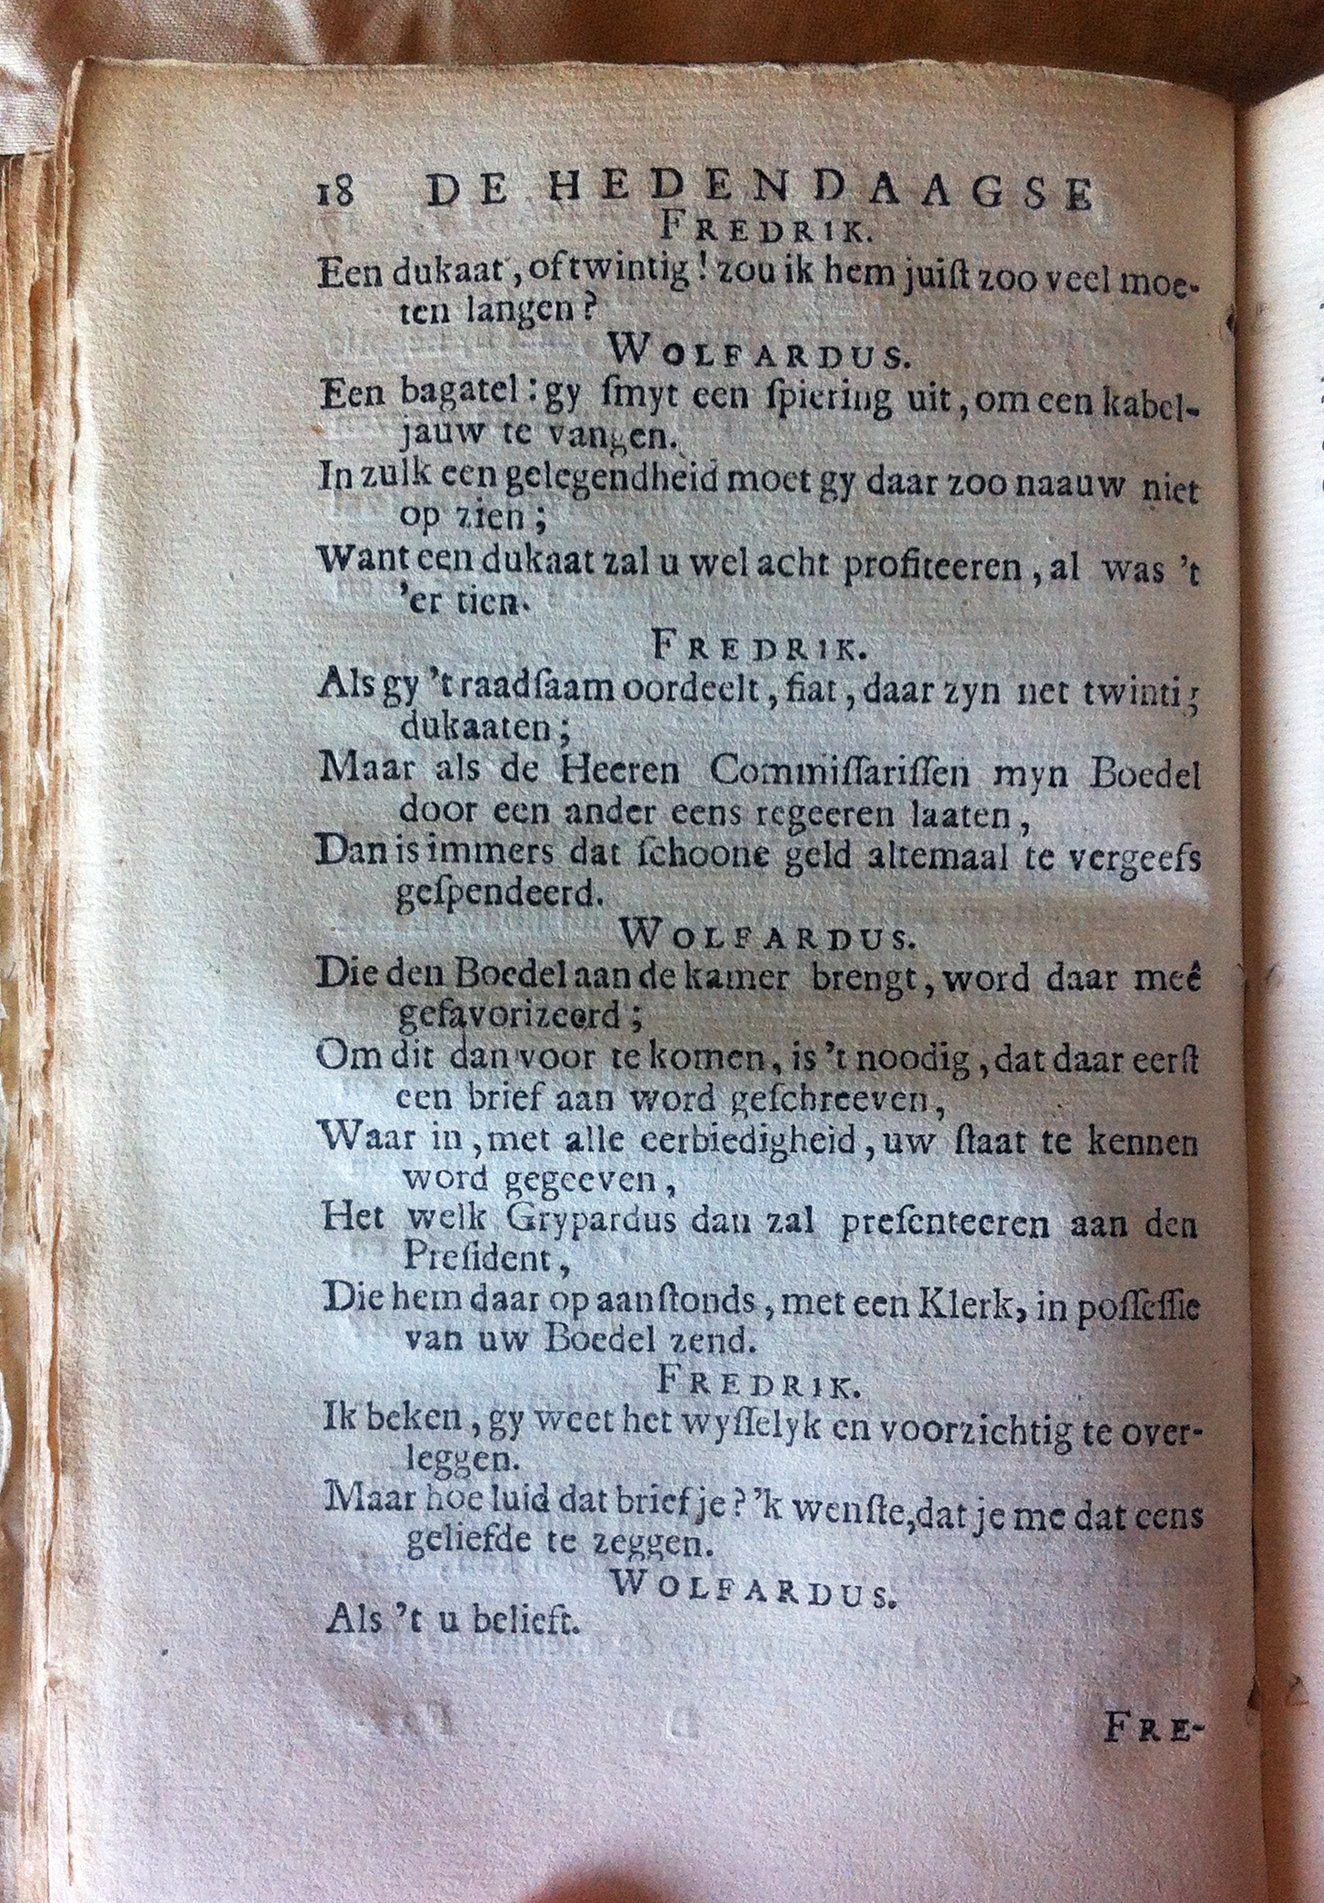 18 DE HEDENDAAGSE
FREDRIK.
Een dukaat, of twintig! zou ik hem juiſt zoo veel moe-
ten langen?
WOLFARDUS.
Een bagatel: gy ſmyt een ſpiering uit, om een kabel-
jauw te vangen.
In zulk een gelegendheid moet gy daar zoo naauw niet
op zien;
Want een dukaat zal u wel acht profiteeren, al was 't
'er tien.
FREDRIK.
Als gy 't raadſaam oordeelt, fiat, daar zyn net twintig
dukaaten;
Maar als de Heeren Commiſſariſſen myn Boedel
door een ander eens regeeren laaten,
Dan is immers dat ſchoone geld altemaal te vergeefs
geſpendeerd.
WOLFARDUS.
Die den Boedel aan de kamer brengt, word daar meê
gefavorizeerd;
Om dit dan voor te komen, is 't noodig, dat daar eerſt
een brief aan word geſchreeven,
Waar in, met alle eerbiedigheid, uw ſtaat te kennen
word gegeeven,
Het welk Grypardus dan zal preſenteeren aan den
Preſident,
Die hem daar op aanſtonds, met een Klerk, in poſſeſſie
van uw Boedel zend.
FREDRIK.
Ik beken, gy weet het wyſſelyk en voorzichtig te over-
leggen.
Maar hoe luid dat briefje? 'k wenſte, dat je me dat eens
geliefde te zeggen.
WOLFARDUS.
Als 't u belieft.
FRE-